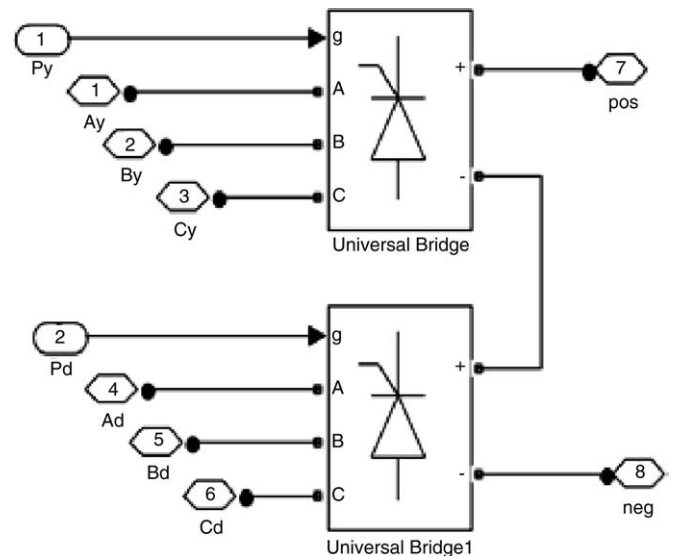 1
Py
g
1
Ay
A
2
By
B
3
Cy
C
+
7
pos
-
Universal Bridge
2
Pd
g
4
Ad
A
5
Bd
B
6
Cd
C
+
-
8
neg
Universal Bridge1